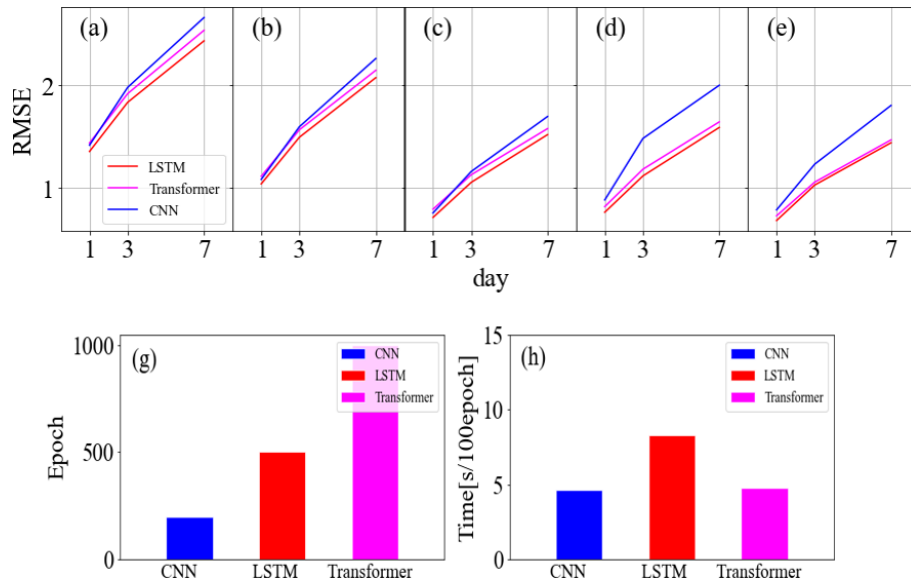 (a) (b) (c) (d) (e)
RMSE
2
1
LSTM
Transformer
CNN
1 3 7 1 3 7 1 3 7 1 3 7 1 3 7
day
(g)
Epoch
1000
500
0
CNN
LSTM
Transformer
CNN LSTM Transformer
(h)
Time[s/100epoch]
15
10
5
0
CNN
LSTM
Transformer
CNN LSTM Transformer